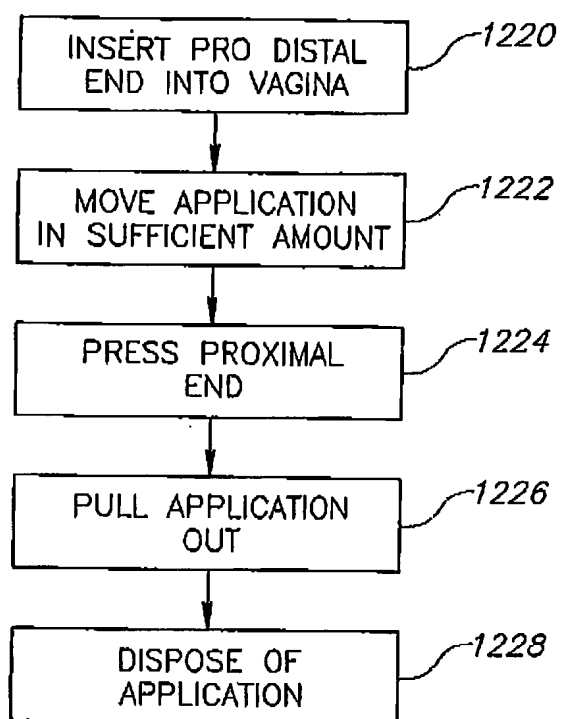 INSERT PRO DISTAL
END INTO VAGINA
1220
MOVE APPLICATION
IN SUFFICIENT AMOUNT
1222
PRESS PROXIMAL
END
1224
PULL APPLICATION
OUT
1226
DISPOSE OF
APPLICATION
1228